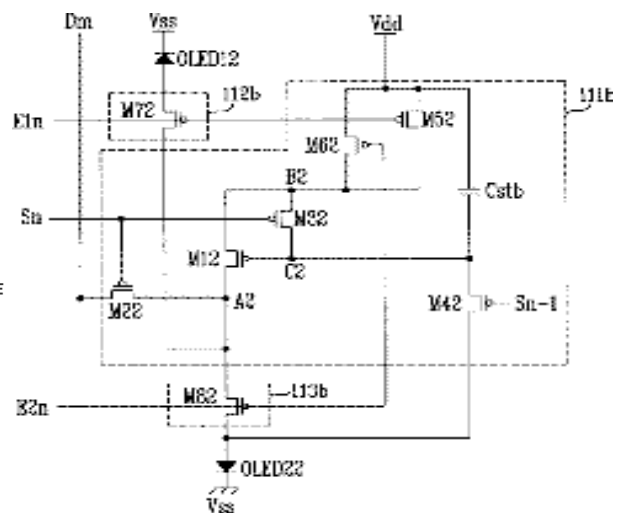 Dm
Vss
Vdd
OLED12
M72
112b
111b
E1n
M52
M62
B2
Cstb
Sn
M32
M12
C2
M22
A2
M42
Sn-1
M82
113b
E2n
OLED22
Vss